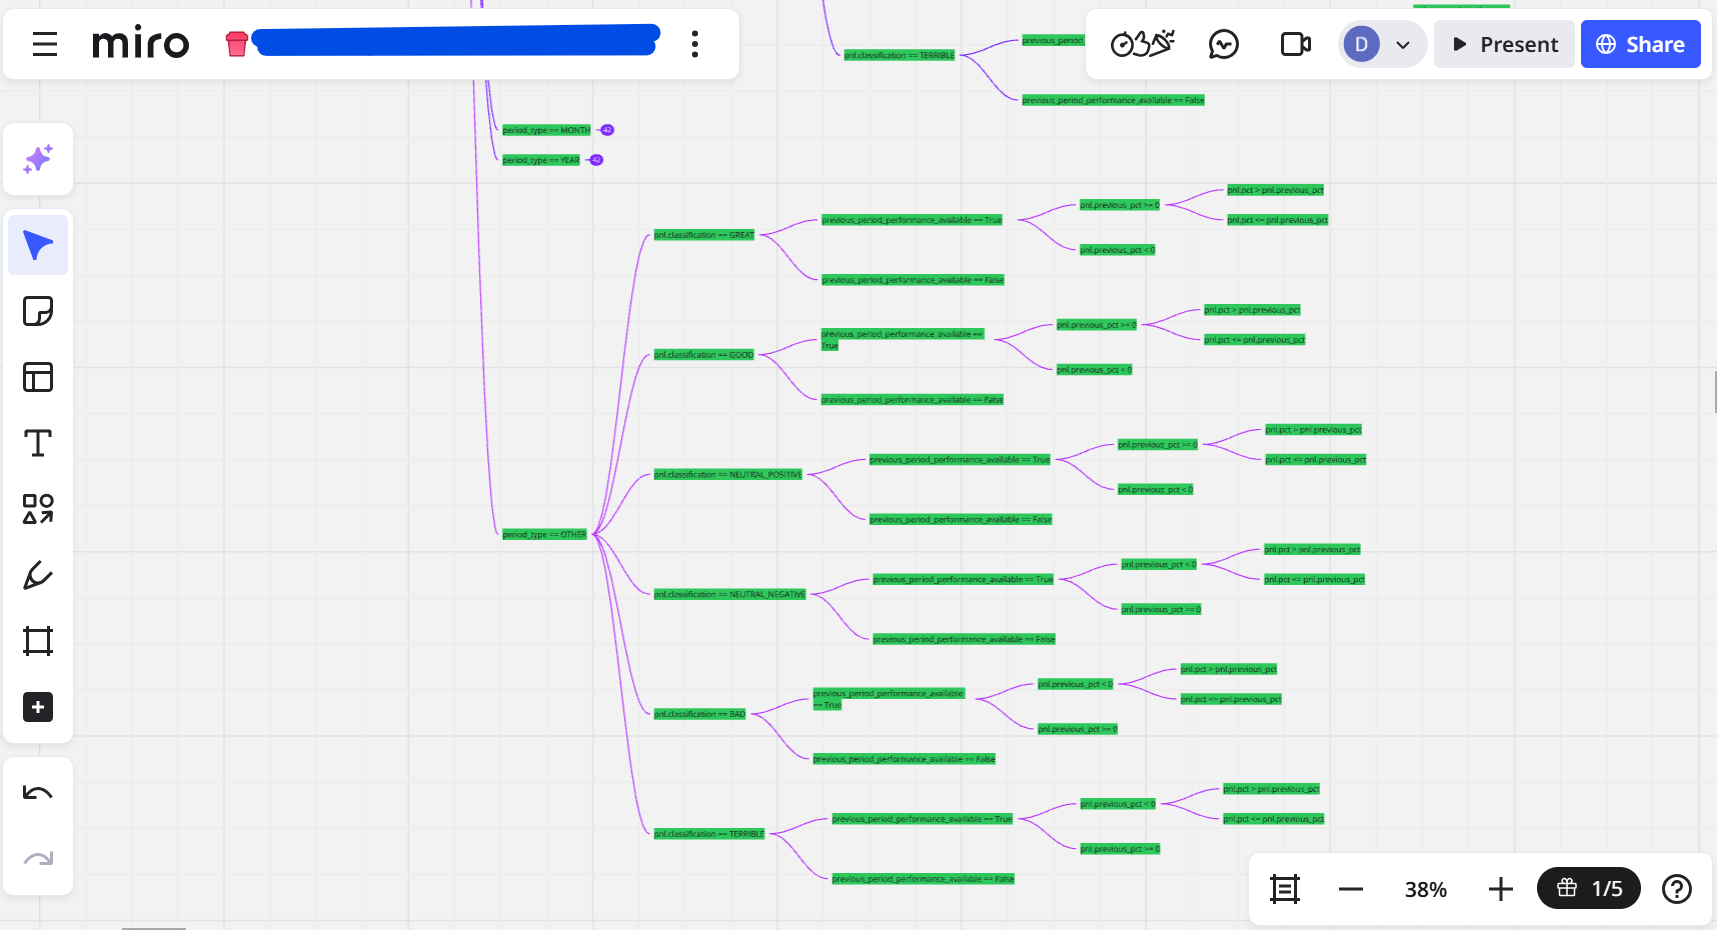 miro
D
Present
Share
pnl.classification == TERRIBLE
previous_period_
previous_period_performance_available == False
period_type == MONTH
42
period_type == YEAR
42
period_type == OTHER
pnl.classification == GREAT
previous_period_performance_available == True
pnl.previous_pct >= 0
pnl.pct > pnl.previous_pct
pnl.pct <= pnl.previous_pct
pnl.previous_pct < 0
previous_period_performance_available == False
pnl.classification == GOOD
previous_period_performance_available ==
True
pnl.previous_pct >= 0
pnl.pct > pnl.previous_pct
pnl.pct <= pnl.previous_pct
pnl.previous_pct < 0
previous_period_performance_available == False
pnl.classification == NEUTRAL_POSITIVE
previous_period_performance_available == True
pnl.previous_pct >= 0
pnl.pct > pnl.previous_pct
pnl.pct <= pnl.previous_pct
pnl.previous_pct < 0
previous_period_performance_available == False
pnl.classification == NEUTRAL_NEGATIVE
previous_period_performance_available == True
pnl.previous_pct < 0
pnl.pct > pnl.previous_pct
pnl.pct <= pnl.previous_pct
pnl.previous_pct >= 0
previous_period_performance_available == False
pnl.classification == BAD
previous_period_performance_available
== True
pnl.previous_pct < 0
pnl.pct > pnl.previous_pct
pnl.pct <= pnl.previous_pct
pnl.previous_pct >= 0
previous_period_performance_available == False
pnl.classification == TERRIBLE
previous_period_performance_available == True
pnl.previous_pct < 0
pnl.pct > pnl.previous_pct
pnl.pct <= pnl.previous_pct
pnl.previous_pct >= 0
previous_period_performance_available == False
38%
1/5